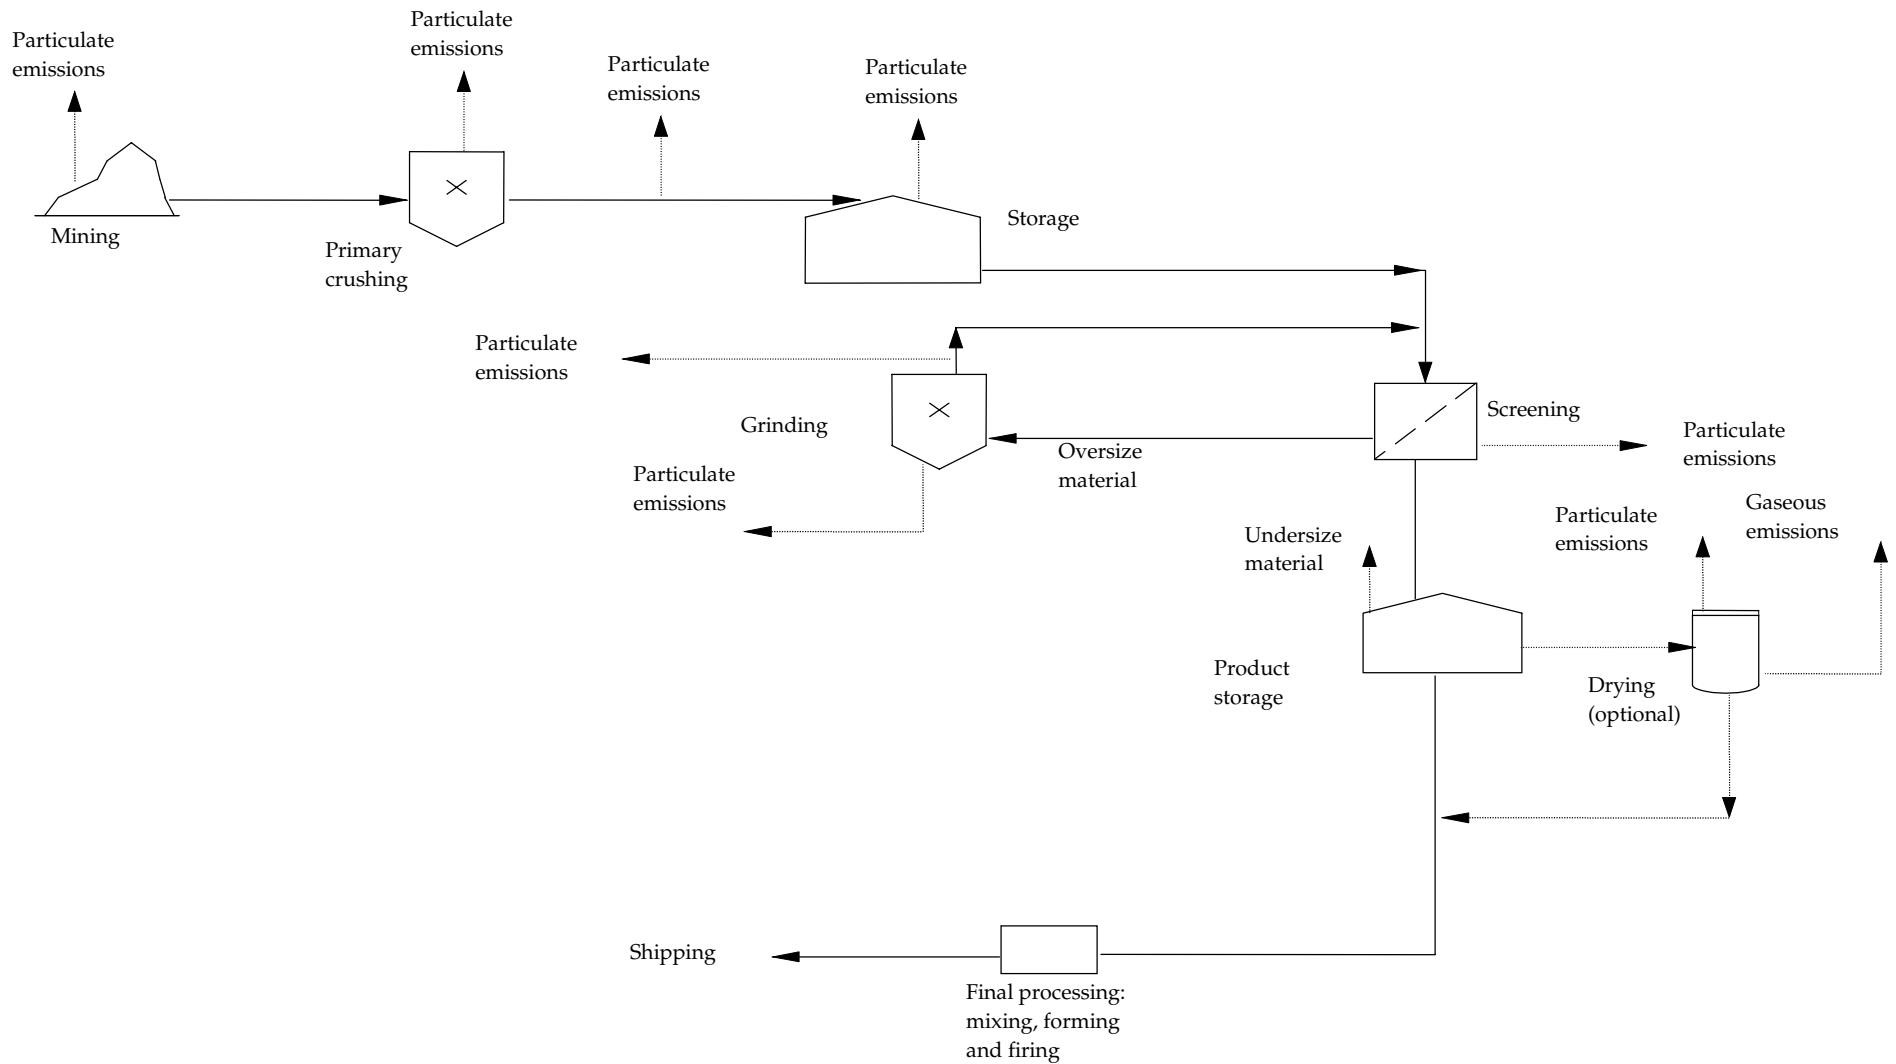 Particulate
emissions
Particulate
emissions
Particulate
emissions
Particulate
emissions
Mining
Primary
crushing
Storage
Particulate
emissions
Grinding
Screening
Oversize
material
Particulate
emissions
Particulate
emissions
Undersize
material
Particulate
emissions
Gaseous
emissions
Product
storage
Drying
(optional)
Shipping
Final processing:
mixing, forming
and firing